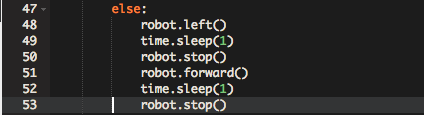 47 else:
48 robot.left()
49 time.sleep(1)
50 robot.stop()
51 robot.forward()
52 time.sleep(1)
53 robot.stop()